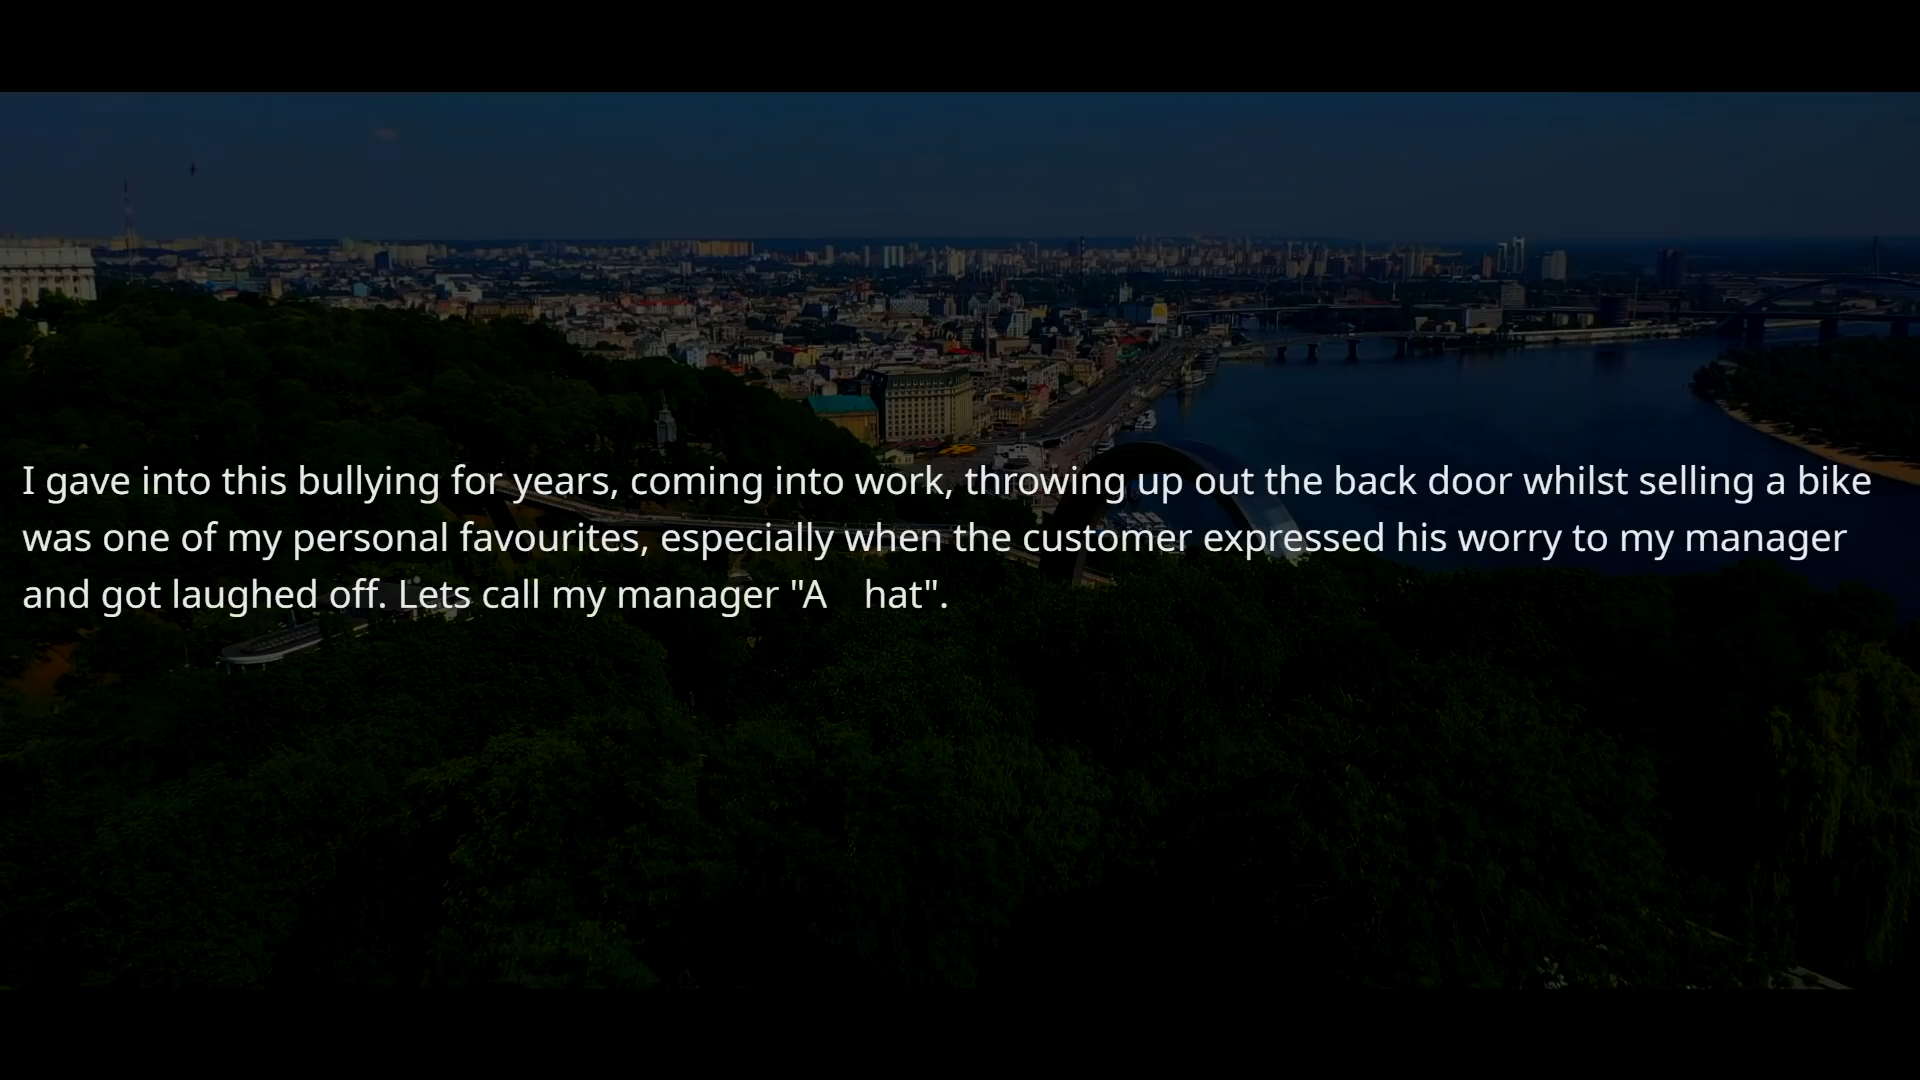 I gave into this bullying for years, coming into work, throwing up out the back door whilst selling a bike
was one of my personal favourites, especially when the customer expressed his worry to my manager
and got laughed off. Lets call my manager "A    hat".